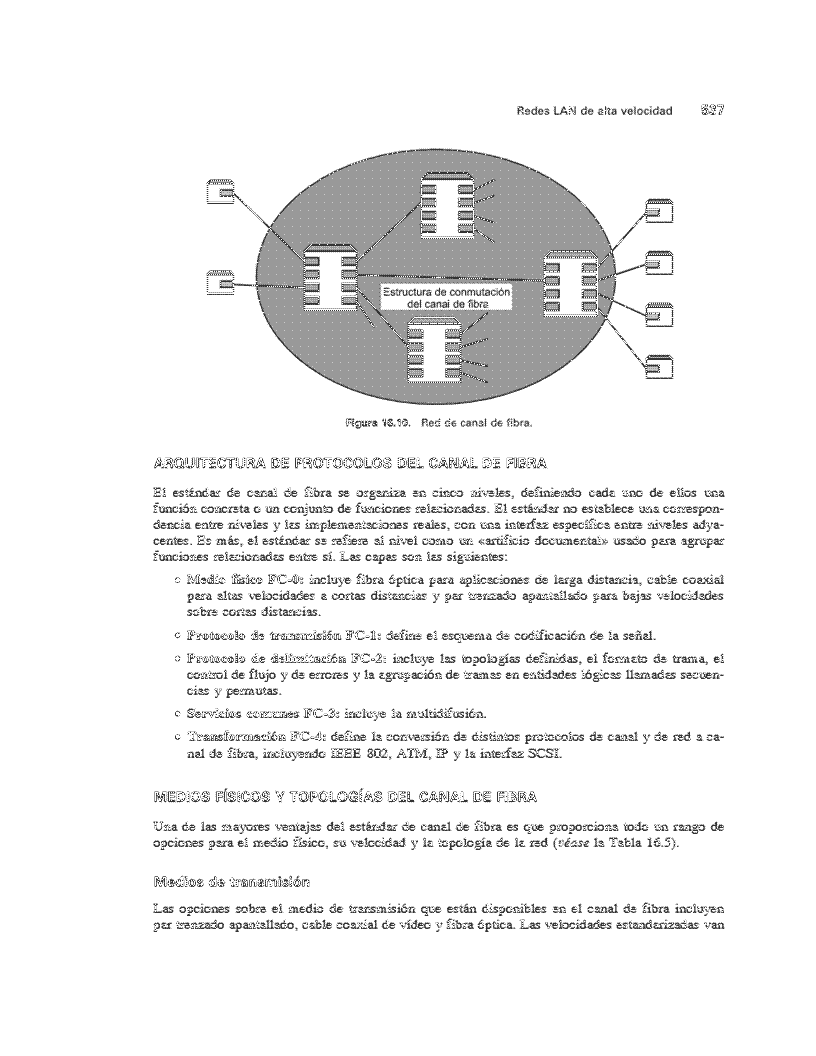 Redes LAN de alta velocidad 537
Estructura de conmutación
del canal de fibra
Figura 16.10. Red de canal de fibra.
ARQUITECTURA DE PROTOCOLOS DEL CANAL DE FIBRA
El estándar de canal de fibra se organiza en cinco niveles, definiendo cada uno de ellos una
función concreta o un conjunto de funciones relacionadas. El estándar no establece una correspon-
dencia entre niveles y las implementaciones reales, con una interfaz específica entre niveles adya-
centes. Es más, el estándar se refiere al nivel como un «artificio documental» usado para agrupar
funciones relacionadas entre sí. Las capas son las siguientes:
○ Medio físico FC-0: incluye fibra óptica para aplicaciones de larga distancia, cable coaxial
para altas velocidades a cortas distancias y par trenzado apantallado para bajas velocidades
sobre cortas distancias.
○ Protocolo de transmisión FC-1: define el esquema de codificación de la señal.
○ Protocolo de delimitación FC-2: incluye las topologías definidas, el formato de trama, el
control de flujo y de errores y la agrupación de tramas en entidades lógicas llamadas secuen-
cias y permutas.
○ Servicios comunes FC-3: incluye la multidifusión.
○ Transformación FC-4: define la conversión de distintos protocolos de canal y de red a ca-
nal de fibra, incluyendo IEEE 802, ATM, IP y la interfaz SCSI.
MEDIOS FÍSICOS Y TOPOLOGÍAS DEL CANAL DE FIBRA
Una de las mayores ventajas del estándar de canal de fibra es que proporciona todo un rango de
opciones para el medio físico, su velocidad y la topología de la red (véase la Tabla 16.5).
Medios de transmisión
Las opciones sobre el medio de transmisión que están disponibles en el canal de fibra incluyen
par trenzado apantallado, cable coaxial de vídeo y fibra óptica. Las velocidades estandarizadas van